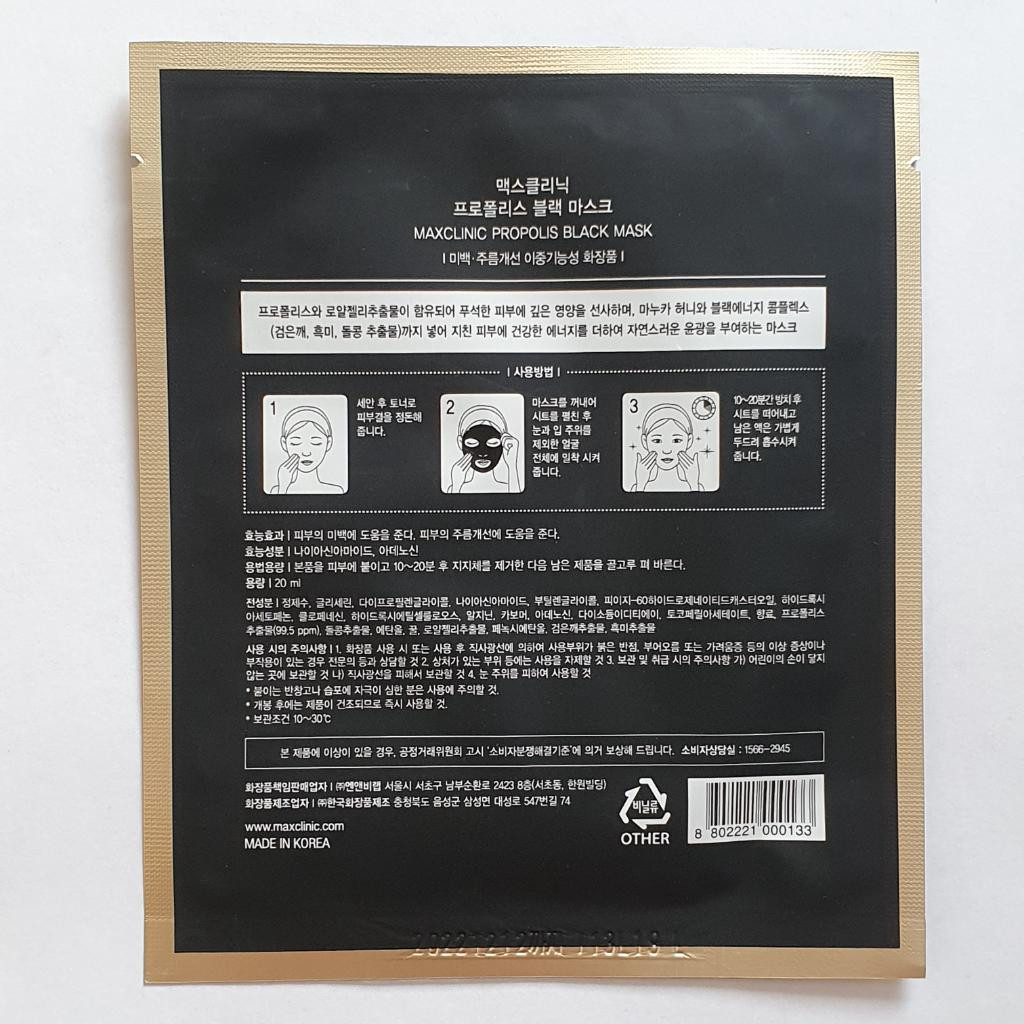 맥스클리닉
프로폴리스 블랙 마스크
MAXCLINIC PROPOLIS BLACK MASK
| 미백·주름개선 이중기능성 화장품 |
프로폴리스와 로얄젤리추출물이 함유되어 푸석한 피부에 깊은 영양을 선사하며, 마누카 허니와 블랙에너지 콤플렉스
(검은깨, 흑미, 돌콩 추출물)까지 넣어 지친 피부에 건강한 에너지를 더하여 자연스러운 윤광을 부여하는 마스크
| 사용방법 |
1
세안 후 토너로
피부결을 정돈해
줍니다.
2
마스크를 꺼내어
시트를 펼친 후
눈과 입 주위를
제외한 얼굴
전체에 밀착 시켜
줍니다.
3
10~20분간 방치 후
시트를 떼어내고
남은 액은 가볍게
두드려 흡수시켜
줍니다.
효능효과 | 피부의 미백에 도움을 준다. 피부의 주름개선에 도움을 준다.
효능성분 | 나이아신아마이드, 아데노신
용법용량 | 본품을 피부에 붙이고 10~20분 후 지지체를 제거한 다음 남은 제품을 골고루 펴 바른다.
용량 | 20 ml
전성분 | 정제수, 글리세린, 다이프로필렌글라이콜, 나이아신아마이드, 부틸렌글라이콜, 피이지-60하이드로제네이티드캐스터오일, 하이드록시
아세토페논, 클로페네신, 하이드록시에틸셀룰로오스, 알지닌, 카보머, 아데노신, 다이소듐이디티에이, 토코페릴아세테이트, 향료, 프로폴리스
추출물(99.5 ppm), 돌콩추출물, 에탄올, 꿀, 로얄젤리추출물, 페녹시에탄올, 검은깨추출물, 흑미추출물
사용 시의 주의사항 | 1. 화장품 사용 시 또는 사용 후 직사광선에 의하여 사용부위가 붉은 반점, 부어오름 또는 가려움증 등의 이상 증상이나
부작용이 있는 경우 전문의 등과 상담할 것 2. 상처가 있는 부위 등에는 사용을 자제할 것 3. 보관 및 취급 시의 주의사항 가) 어린이의 손이 닿지
않는 곳에 보관할 것 나) 직사광선을 피해서 보관할 것 4. 눈 주위를 피하여 사용할 것
* 붙이는 반창고나 습포에 자극이 심한 분은 사용에 주의할 것.
* 개봉 후에는 제품이 건조되므로 즉시 사용할 것.
* 보관조건 10~30℃
본 제품에 이상이 있을 경우, 공정거래위원회 고시 '소비자분쟁해결기준'에 의거 보상해 드립니다. 소비자상담실 : 1566-2945
화장품책임판매업자 | ㈜엔앤비랩 서울시 서초구 남부순환로 2423 8층(서초동, 한원빌딩)
화장품제조업자 | ㈜한국화장품제조 충청북도 음성군 삼성면 대성로 547번길 74
www.maxclinic.com
MADE IN KOREA
비닐류
OTHER
8 802221 000133